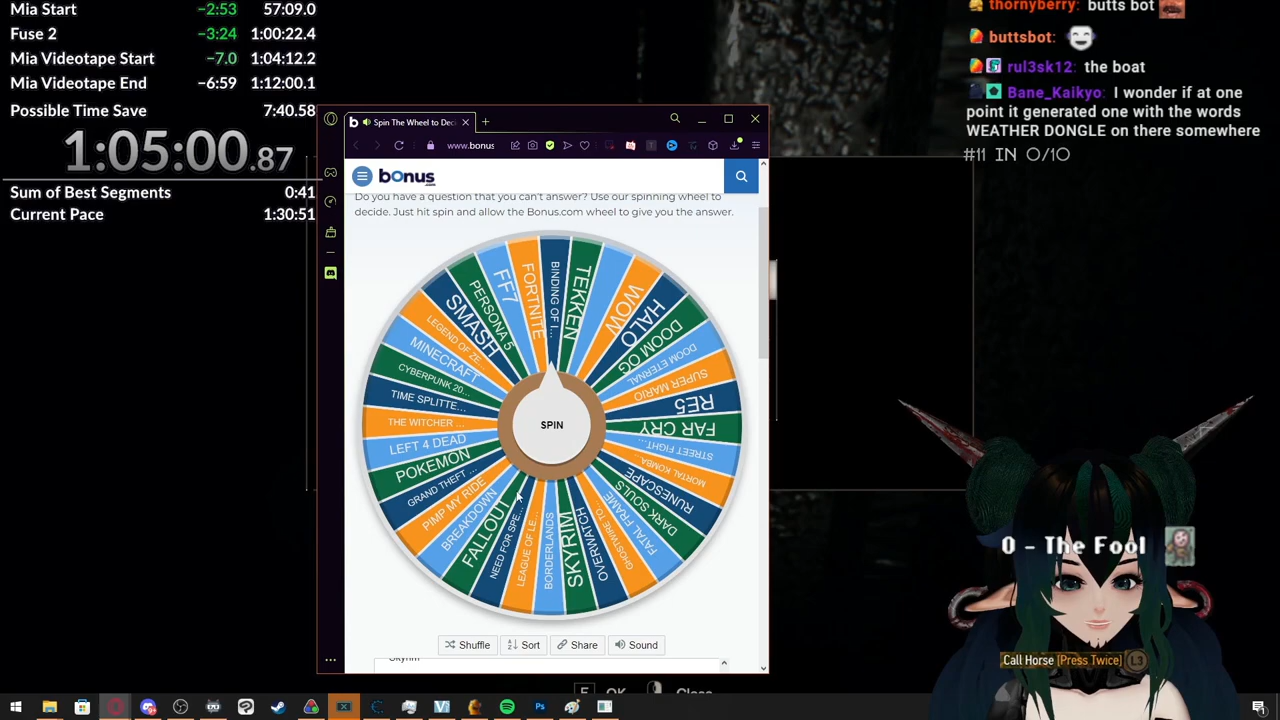 Mia Start −2:53 57:09.0
Fuse 2 −3:24 1:00:22.4
Mia Videotape Start −7.0 1:04:12.2
Mia Videotape End −6:59 1:12:00.1
Possible Time Save 7:40.58
1:05:00.87
Sum of Best Segments 0:41
Current Pace 1:30:51
thornyberry: butts bot
buttsbot:
rul3sk12: the boat
Bane_Kaikyo: I wonder if at one
point it generated one with the words
WEATHER DONGLE on there somewhere
#11 IN 0/10
b Spin The Wheel to Deci
www.bonus
bonus
.com
Do you have a question that you can't answer? Use our spinning wheel to
decide. Just hit spin and allow the Bonus.com wheel to give you the answer.
BINDING OF I...
TEKKEN
WOW
HALO
DOOM OG
DOOM ETERNAL
SUPER MARIO
RE5
FAR CRY
STREET FIGHT...
MORTAL KOMBA...
RUNESCAPE
DARK SOULS
FATAL FRAME
GHOSTWIRE TO...
OVERWATCH
SKYRIM
BORDERLANDS
LEAGUE OF LE...
NEED FOR SPE...
FALLOUT
BREAKDOWN
PIMP MY RIDE
GRAND THEFT ...
POKEMON
LEFT 4 DEAD
THE WITCHER ...
TIME SPLITTE...
CYBERPUNK 20...
MINECRAFT
LEGEND OF ZE...
SMASH
PERSONA 5
FF7
FORTNITE
SPIN
Shuffle Sort Share Sound
Skyrim
0 - The Fool
Call Horse [Press Twice] L3
F OK Close